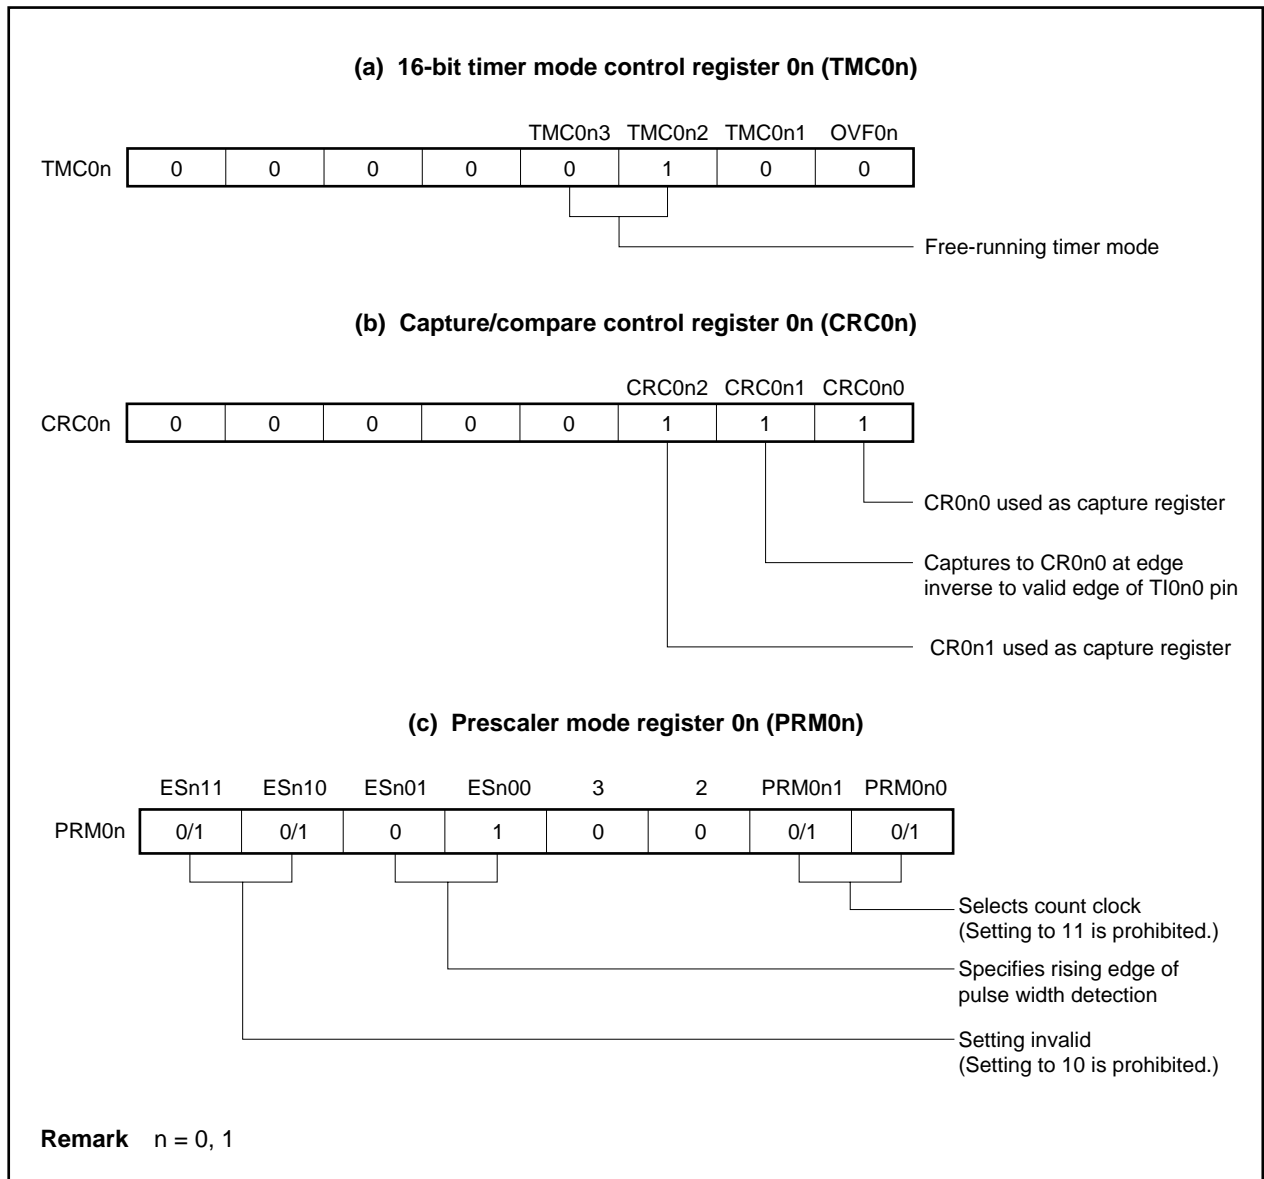 (a) 16-bit timer mode control register 0n (TMC0n)
TMC0n3 TMC0n2 TMC0n1 OVF0n
TMC0n 0 0 0 0 0 1 0 0
Free-running timer mode
(b) Capture/compare control register 0n (CRC0n)
CRC0n2 CRC0n1 CRC0n0
CRC0n 0 0 0 0 0 1 1 1
CR0n0 used as capture register
Captures to CR0n0 at edge
inverse to valid edge of TI0n0 pin
CR0n1 used as capture register
(c) Prescaler mode register 0n (PRM0n)
ESn11 ESn10 ESn01 ESn00 3 2 PRM0n1 PRM0n0
PRM0n 0/1 0/1 0 1 0 0 0/1 0/1
Selects count clock
(Setting to 11 is prohibited.)
Specifies rising edge of
pulse width detection
Setting invalid
(Setting to 10 is prohibited.)
Remark n = 0, 1